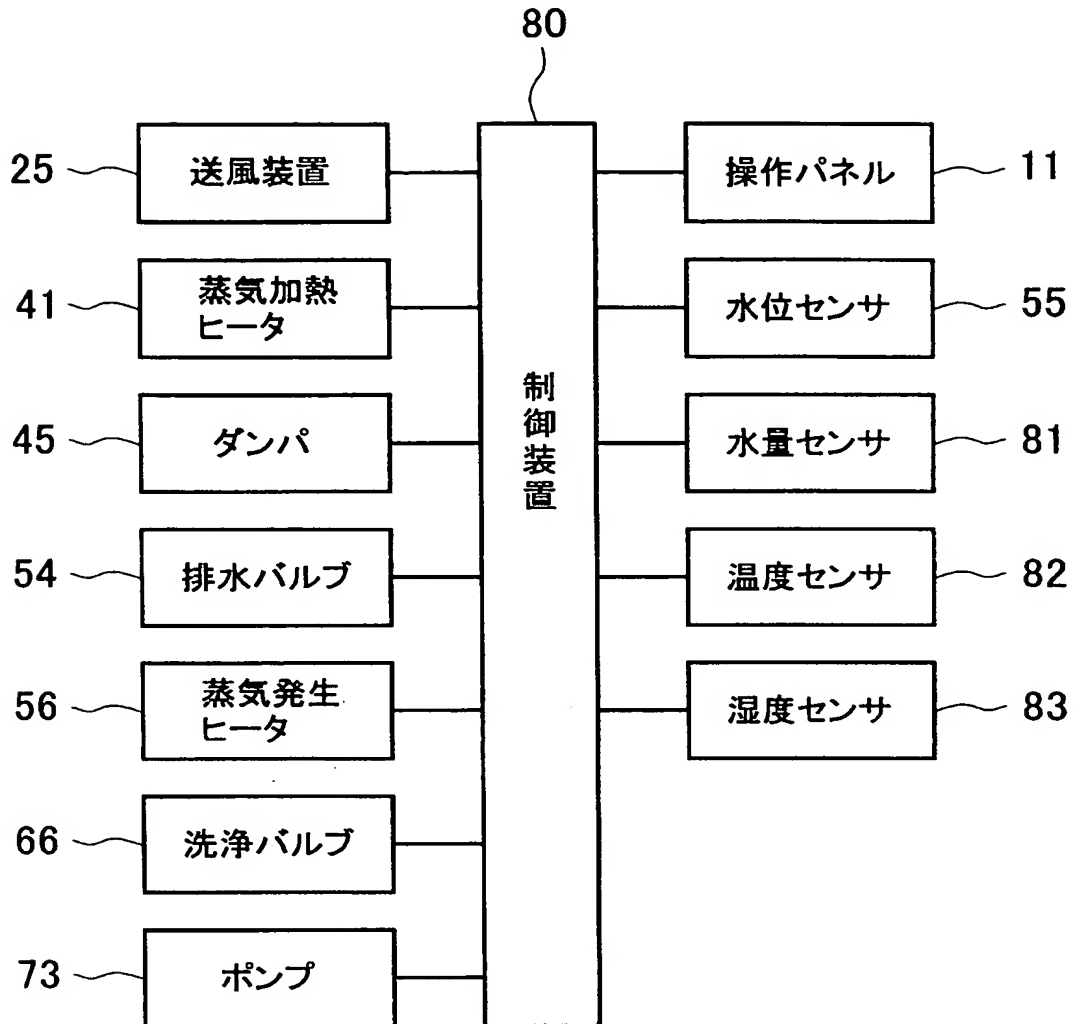 80
25
送風装置
操作パネル
11
41
蒸気加熱
ヒータ
水位センサ
55
制御装置
45
ダンパ
水量センサ
81
54
排水バルブ
温度センサ
82
56
蒸気発生
ヒータ
湿度センサ
83
66
洗浄バルブ
73
ポンプ